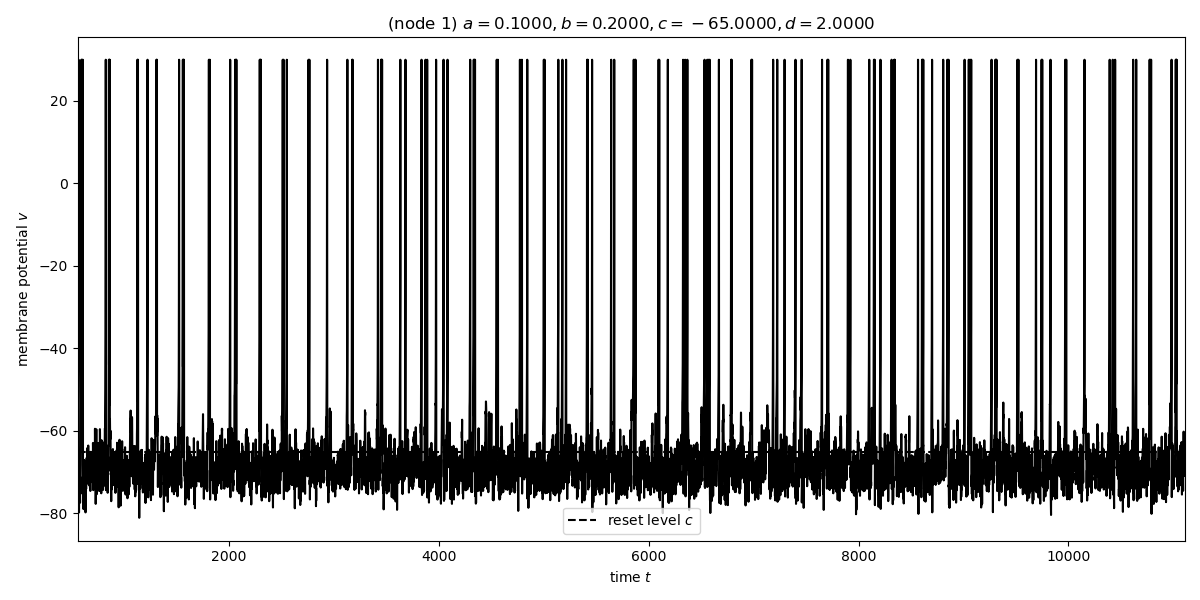 (node 1) a = 0.1000, b = 0.2000, c = −65.0000, d = 2.0000
20
0
−20
−40
−60
−80
membrane potential v
reset level c
2000
4000
6000
8000
10000
time t